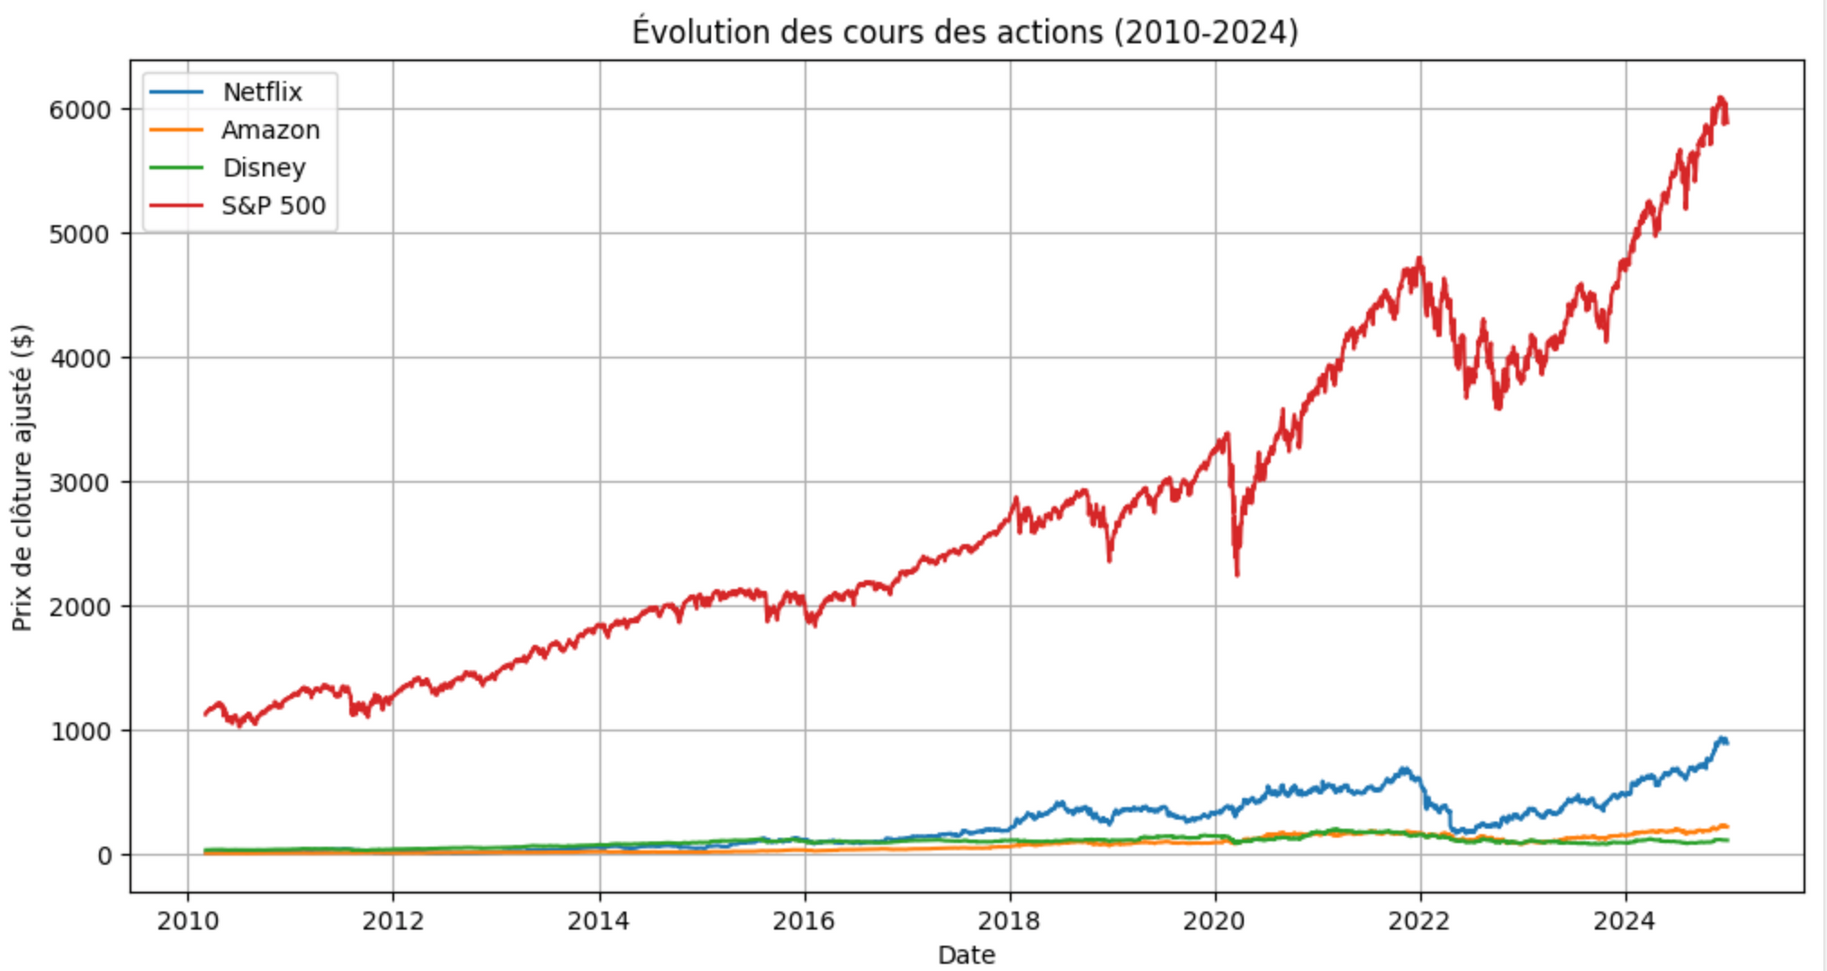 Évolution des cours des actions (2010-2024)
Netflix
Amazon
Disney
S&P 500
Prix de clôture ajusté ($)
6000
5000
4000
3000
2000
1000
0
2010 2012 2014 2016 2018 2020 2022 2024
Date